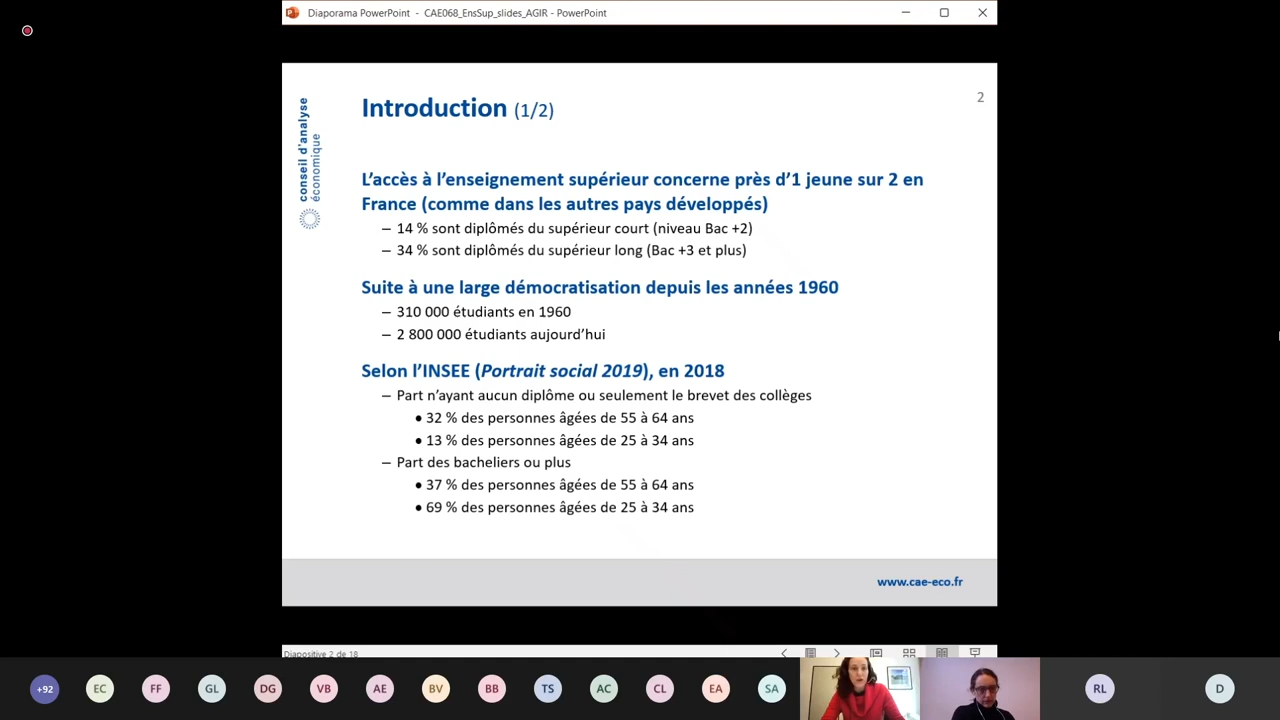 Diaporama PowerPoint - CAE068_EnsSup_slides_AGIR - PowerPoint
2
conseil d'analyse
économique
Introduction (1/2)
L'accès à l'enseignement supérieur concerne près d'1 jeune sur 2 en
France (comme dans les autres pays développés)
– 14 % sont diplômés du supérieur court (niveau Bac +2)
– 34 % sont diplômés du supérieur long (Bac +3 et plus)
Suite à une large démocratisation depuis les années 1960
– 310 000 étudiants en 1960
– 2 800 000 étudiants aujourd'hui
Selon l'INSEE (Portrait social 2019), en 2018
– Part n'ayant aucun diplôme ou seulement le brevet des collèges
• 32 % des personnes âgées de 55 à 64 ans
• 13 % des personnes âgées de 25 à 34 ans
– Part des bacheliers ou plus
• 37 % des personnes âgées de 55 à 64 ans
• 69 % des personnes âgées de 25 à 34 ans
www.cae-eco.fr
Diapositive 2 de 18
+92 EC FF GL DG VB AE BV BB TS AC CL EA SA RL D